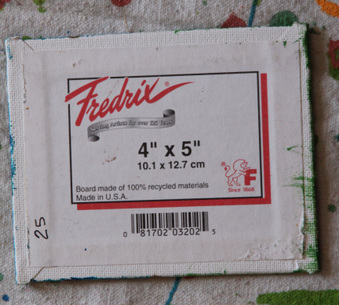 Fredrix®
4" x 5"
10.1 x 12.7 cm
Board made of 100% recycled materials
Made in U.S.A.
F
Since 1868
25
0 81702 03202 5